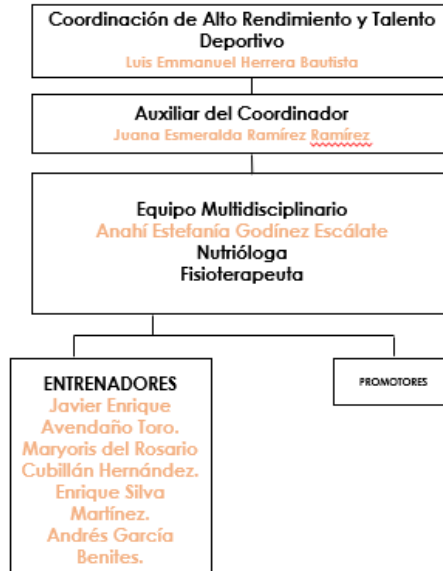 Coordinación de Alto Rendimiento y Talento
Deportivo
Luis Emmanuel Herrera Bautista
Auxiliar del Coordinador
Juana Esmeralda Ramírez Ramírez
Equipo Multidisciplinario
Anahí Estefanía Godínez Escálate
Nutrióloga
Fisioterapeuta
ENTRENADORES
Javier Enrique
Avendaño Toro.
Maryoris del Rosario
Cubillán Hernández.
Enrique Silva
Martínez.
Andrés García
Benites.
PROMOTORES